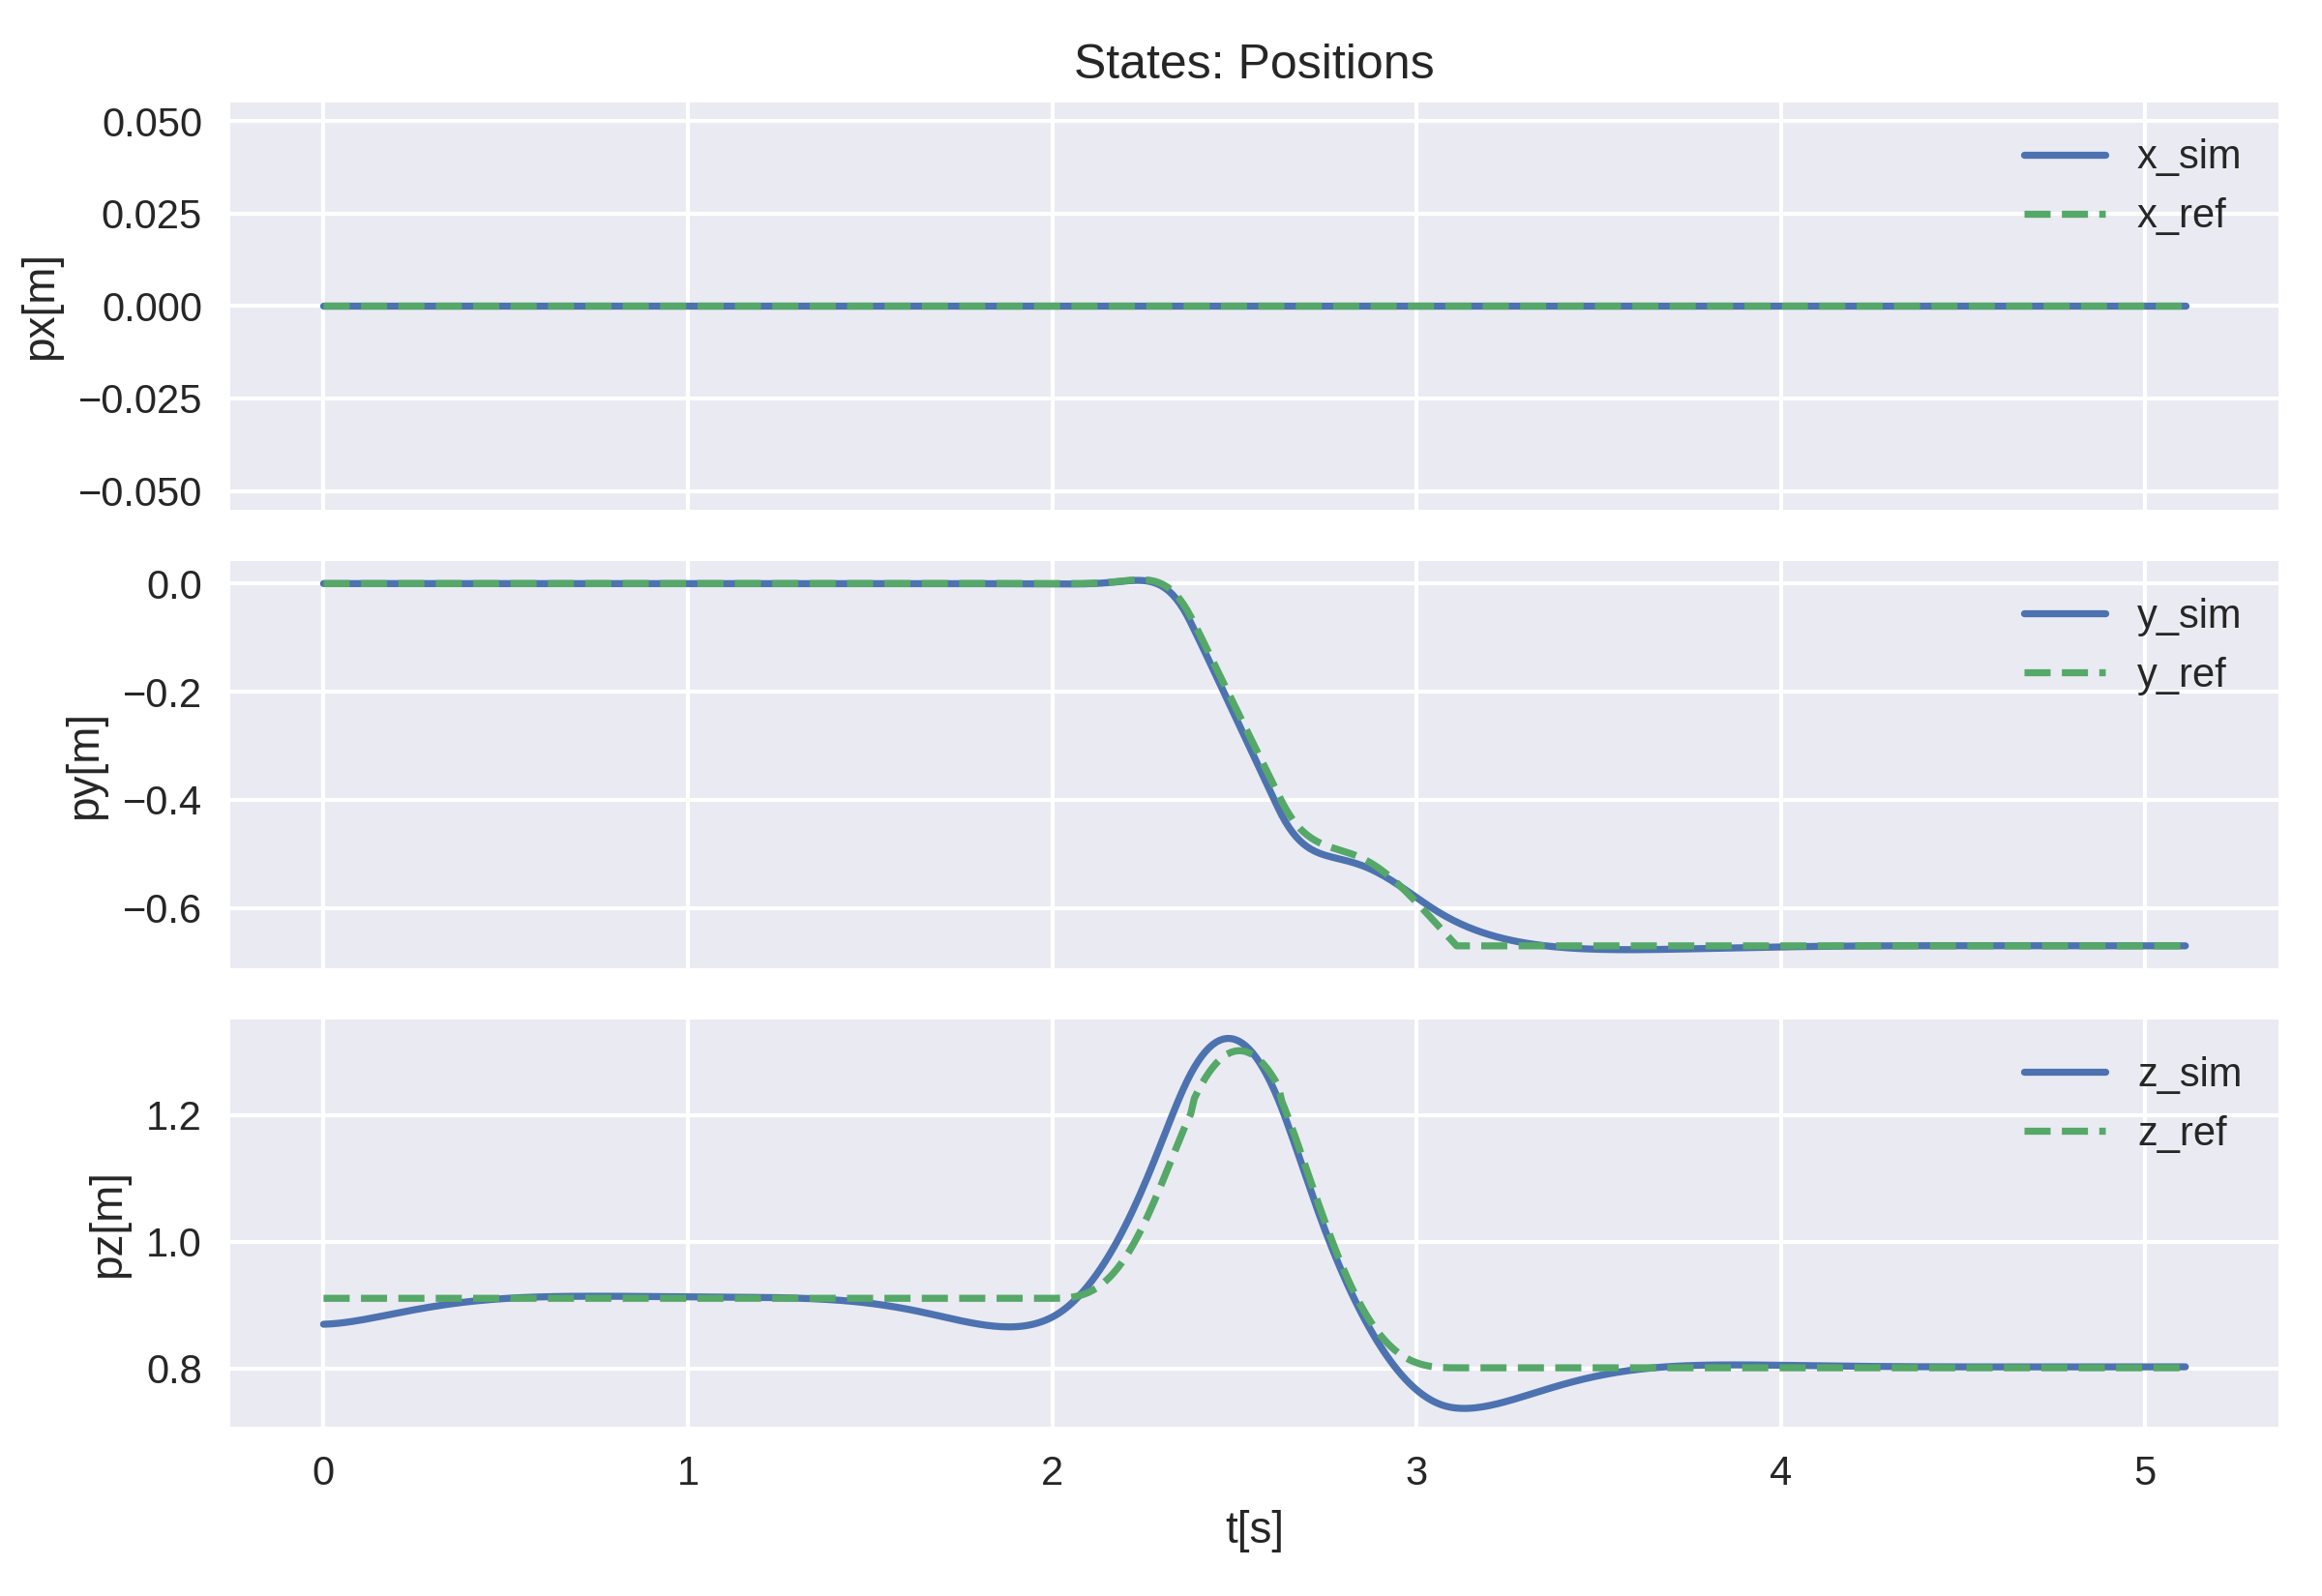 States: Positions
px[m]
0.050
0.025
0.000
−0.025
−0.050
x_sim
x_ref
py[m]
0.0
−0.2
−0.4
−0.6
y_sim
y_ref
pz[m]
1.2
1.0
0.8
z_sim
z_ref
0 1 2 3 4 5
t[s]